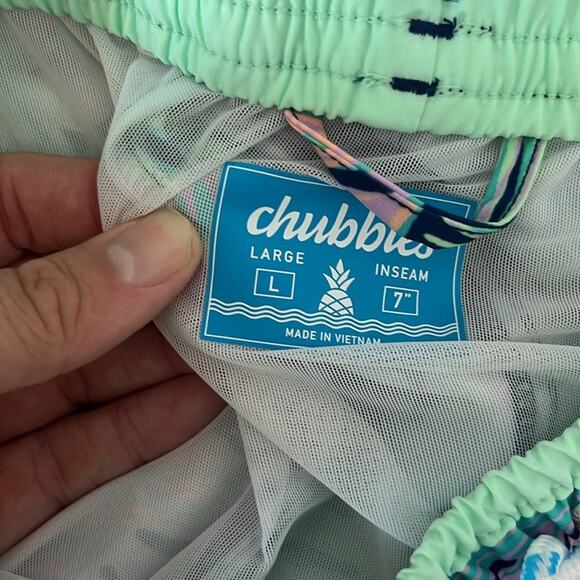 chubbies
LARGE
L
INSEAM
7"
MADE IN VIETNAM